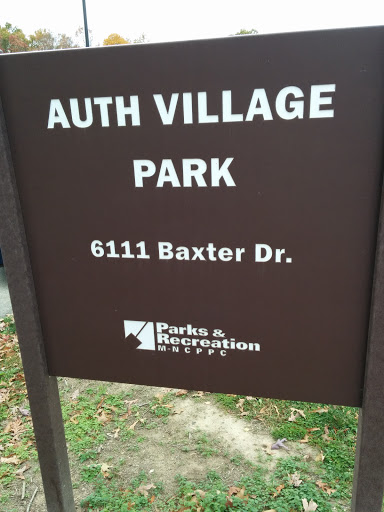 AUTH VILLAGE
PARK
6111 Baxter Dr.
Parks &
Recreation
M-NCPPC